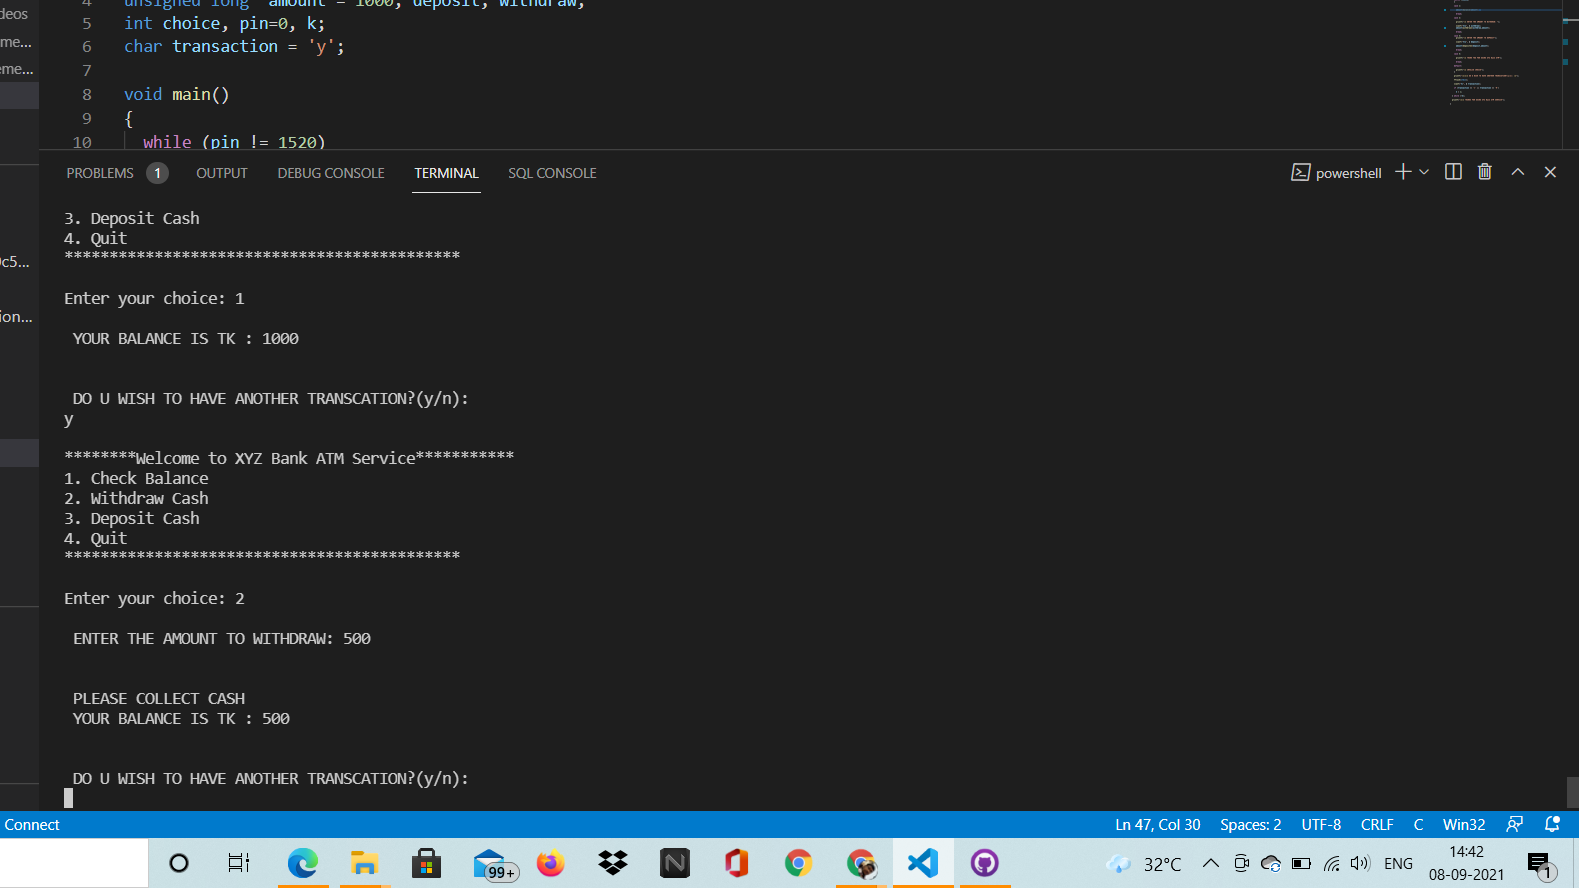 deos
me...
eme...
c5...
ion...
4 unsigned long amount = 1000, deposit, withdraw;
5 int choice, pin=0, k;
6 char transaction = 'y';
7
8 void main()
9 {
10 while (pin != 1520)
PROBLEMS 1 OUTPUT DEBUG CONSOLE TERMINAL SQL CONSOLE powershell
3. Deposit Cash
4. Quit
********************************************
Enter your choice: 1
YOUR BALANCE IS TK : 1000
DO U WISH TO HAVE ANOTHER TRANSCATION?(y/n):
y
********Welcome to XYZ Bank ATM Service***********
1. Check Balance
2. Withdraw Cash
3. Deposit Cash
4. Quit
********************************************
Enter your choice: 2
ENTER THE AMOUNT TO WITHDRAW: 500
PLEASE COLLECT CASH
YOUR BALANCE IS TK : 500
DO U WISH TO HAVE ANOTHER TRANSCATION?(y/n):
Connect Ln 47, Col 30 Spaces: 2 UTF-8 CRLF C Win32
99+ 32°C ENG 14:42
08-09-2021 1